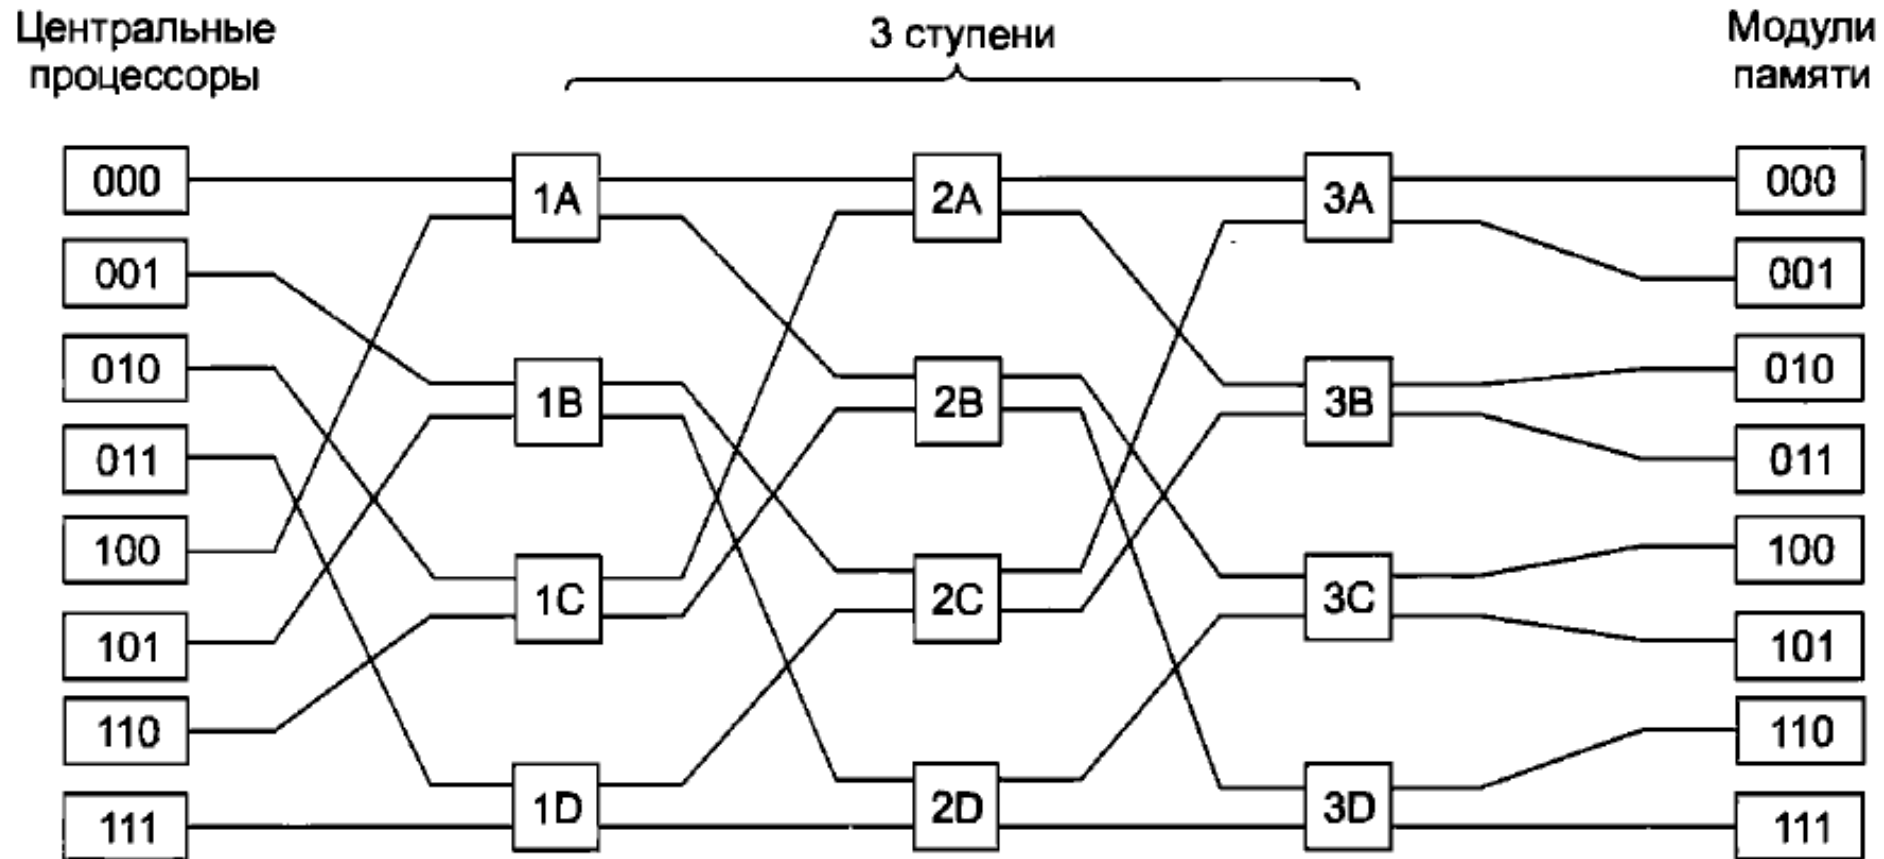 Центральные
процессоры
3 ступени
Модули
памяти
000
001
010
011
100
101
110
111
1A
1B
1C
1D
2A
2B
2C
2D
3A
3B
3C
3D
000
001
010
011
100
101
110
111